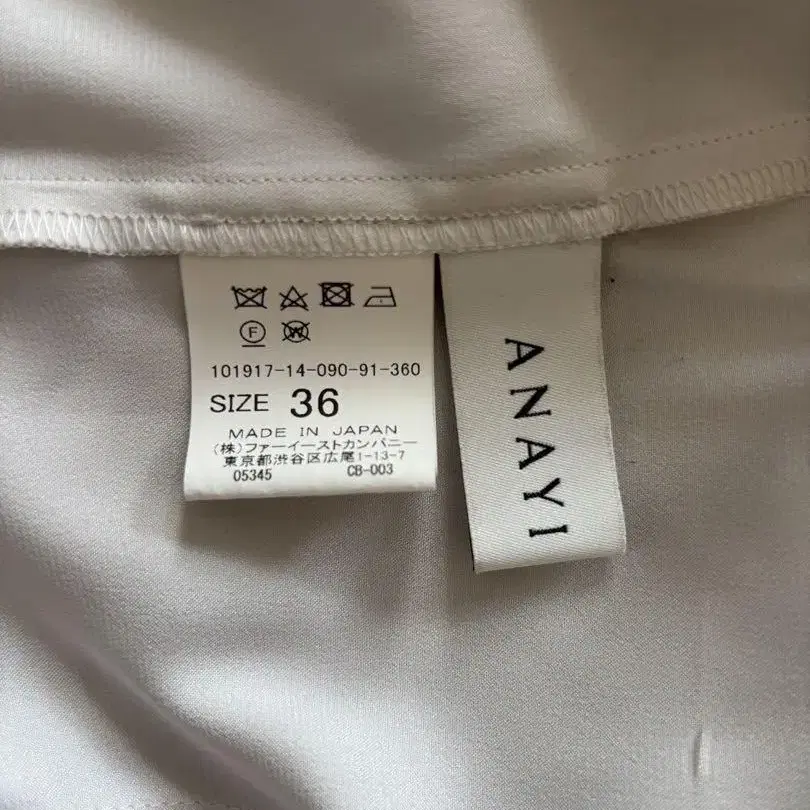 F
W
101917-14-090-91-360
SIZE 36
MADE IN JAPAN
(株)ファーイーストカンパニー
東京都渋谷区広尾1-13-7
05345 CB-003
ANAYI